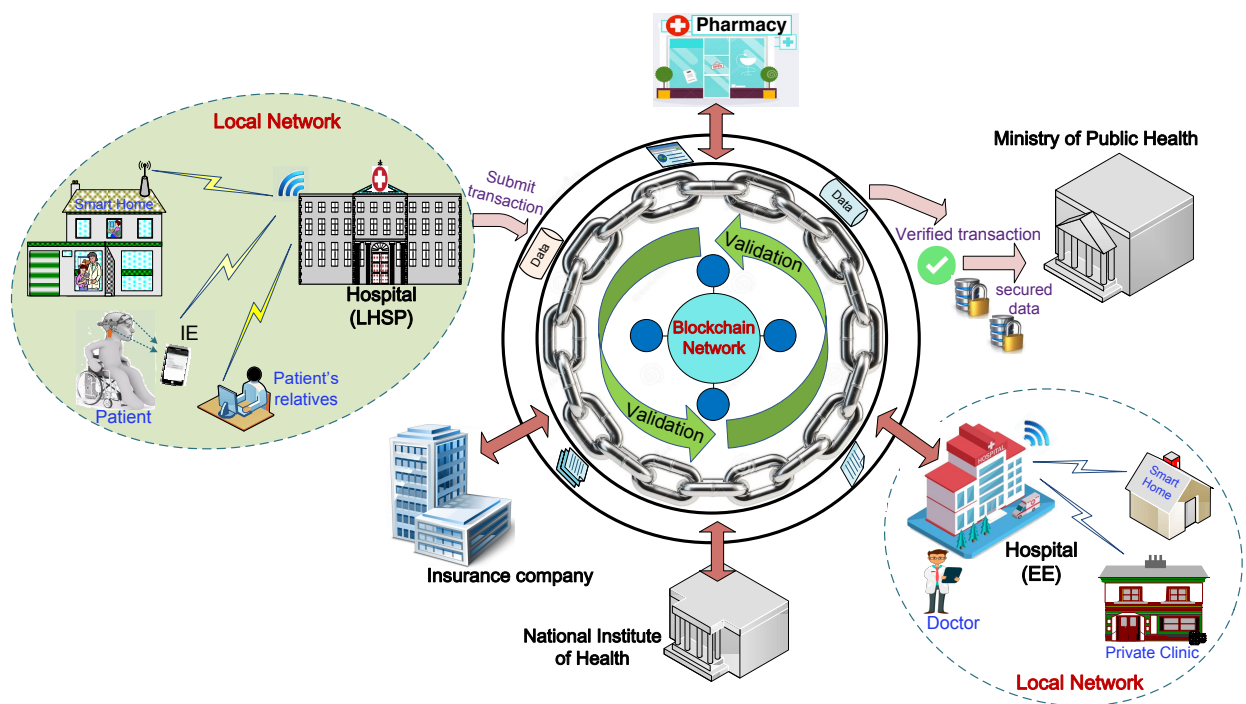 Pharmacy
Local Network
Ministry of Public Health
Smart Home
Submit
transaction
Data
Data
Verified transaction
secured
data
Validation
Blockchain
Network
Validation
Hospital
(LHSP)
IE
Patient
Patient's
relatives
Insurance company
National Institute
of Health
HOSPITAL
Smart
Home
Hospital
(EE)
Doctor
Private Clinic
Local Network